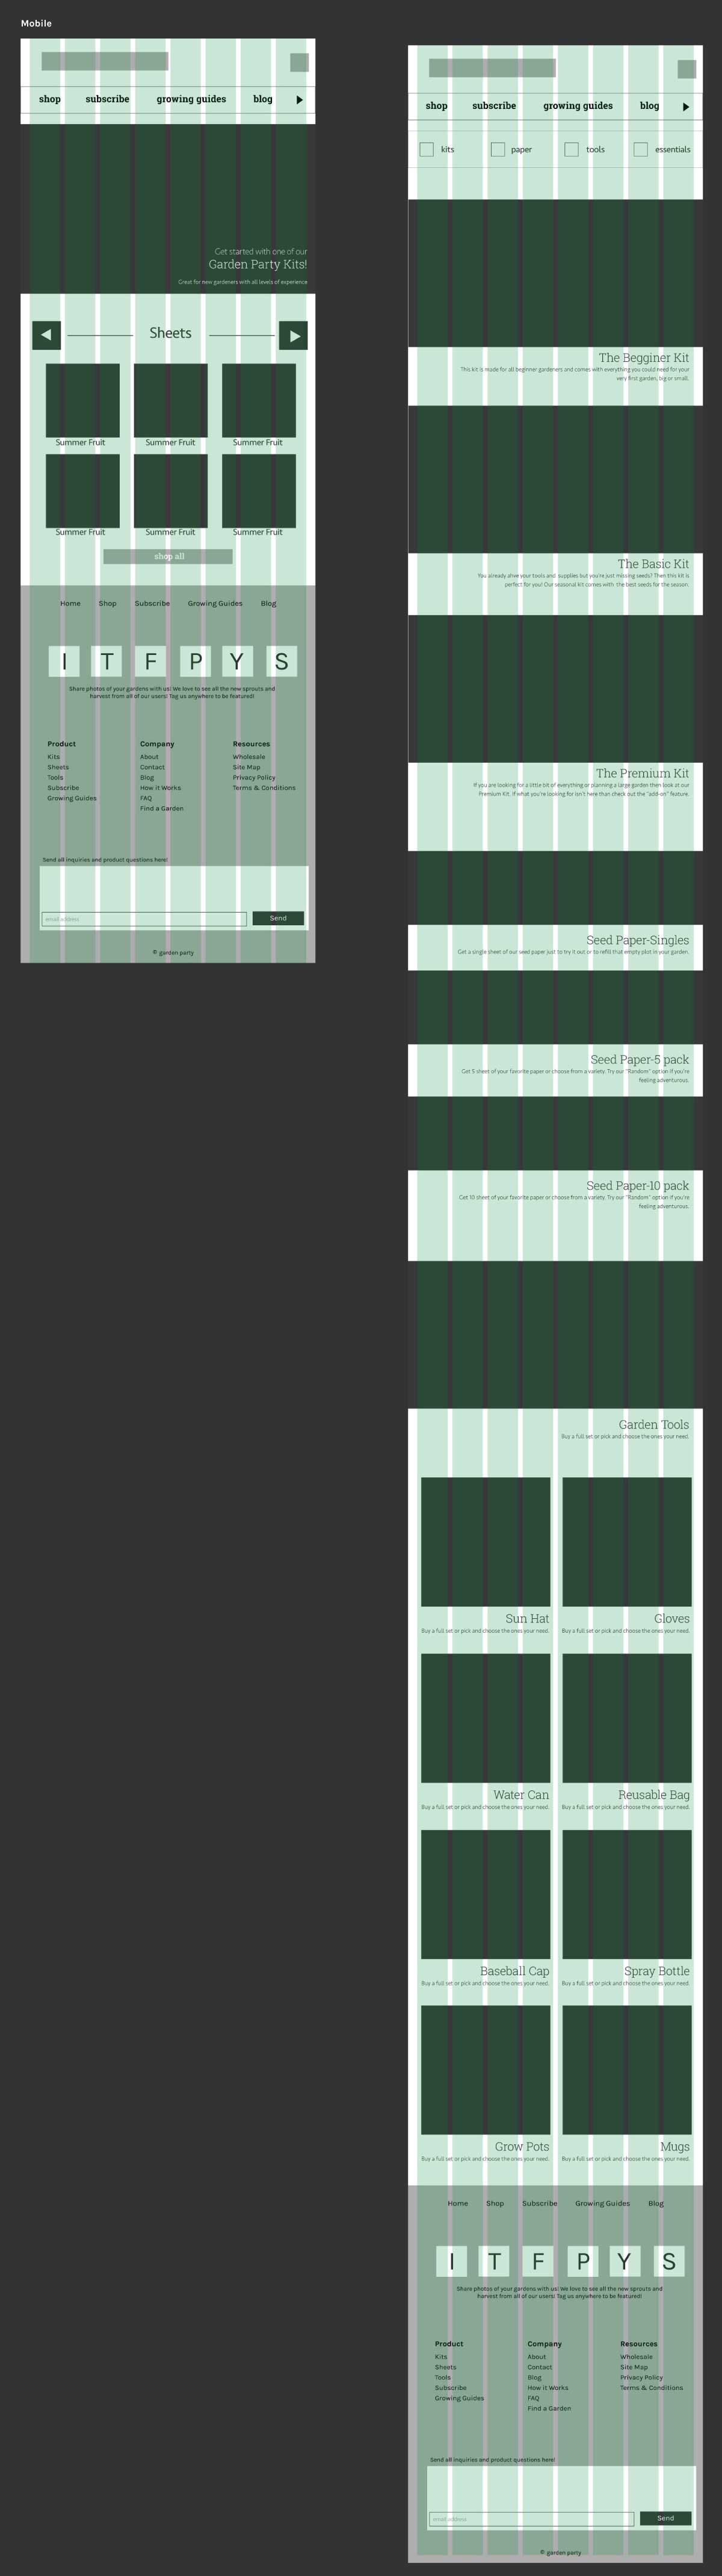 Mobile
shop subscribe growing guides blog
Get started with one of our
Garden Party Kits!
Great for new gardeners with all levels of experience
Sheets
Summer Fruit Summer Fruit Summer Fruit
Summer Fruit Summer Fruit Summer Fruit
shop all
Home Shop Subscribe Growing Guides Blog
I T F P Y S
Share photos of your gardens with us! We love to see all the new sprouts and
harvest from all of our users! Tag us anywhere to be featured!
Product Company Resources
Kits About Wholesale
Sheets Contact Site Map
Tools Blog Privacy Policy
Subscribe How it Works Terms & Conditions
Growing Guides FAQ
Find a Garden
Send all inquiries and product questions here!
email address Send
© garden party
shop subscribe growing guides blog
kits paper tools essentials
The Begginer Kit
This kit is made for all beginner gardeners and comes with everything you could need for your
very first garden, big or small.
The Basic Kit
You already ahve your tools and supplies but you're just missing seeds? Then this kit is
perfect for you! Our seasonal kit comes with the best seeds for the season.
The Premium Kit
If you are looking for a little bit of everything or planning a large garden then look at our
Premium Kit. If what you're looking for isn't here than check out the "add-on" feature.
Seed Paper-Singles
Get a single sheet of our seed paper just to try it out or to refill that empty plot in your garden.
Seed Paper-5 pack
Get 5 sheet of your favorite paper or choose from a variety. Try our "Random" option if you're
feeling adventurous.
Seed Paper-10 pack
Get 10 sheet of your favorite paper or choose from a variety. Try our "Random" option if you're
feeling adventurous.
Garden Tools
Buy a full set or pick and choose the ones your need.
Sun Hat Gloves
Buy a full set or pick and choose the ones your need. Buy a full set or pick and choose the ones your need.
Water Can Reusable Bag
Buy a full set or pick and choose the ones your need. Buy a full set or pick and choose the ones your need.
Baseball Cap Spray Bottle
Buy a full set or pick and choose the ones your need. Buy a full set or pick and choose the ones your need.
Grow Pots Mugs
Buy a full set or pick and choose the ones your need. Buy a full set or pick and choose the ones your need.
Home Shop Subscribe Growing Guides Blog
I T F P Y S
Share photos of your gardens with us! We love to see all the new sprouts and
harvest from all of our users! Tag us anywhere to be featured!
Product Company Resources
Kits About Wholesale
Sheets Contact Site Map
Tools Blog Privacy Policy
Subscribe How it Works Terms & Conditions
Growing Guides FAQ
Find a Garden
Send all inquiries and product questions here!
email address Send
© garden party